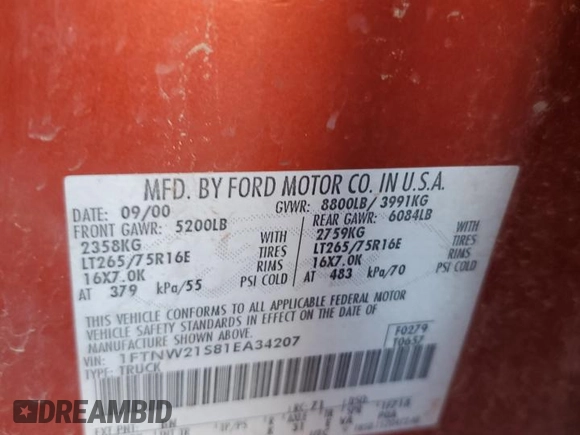 MFD. BY FORD MOTOR CO. IN U.S.A.
DATE: 09/00 GVWR: 8800LB/ 3991KG
FRONT GAWR: 5200LB REAR GAWR: 6084LB
2358KG WITH 2759KG WITH
LT265/75R16E TIRES LT265/75R16E TIRES
16X7.0K RIMS 16X7.0K RIMS
AT 379 kPa/55 PSI COLD AT 483 kPa/70 PSI COLD
THIS VEHICLE CONFORMS TO ALL APPLICABLE FEDERAL MOTOR
VEHICLE SAFETY STANDARDS IN EFFECT ON THE DATE OF
MANUFACTURE SHOWN ABOVE.
VIN: 1FTNW21S81EA34207 F0279
TYPE: TRUCK T0657
EXT PNT:
DREAMBID